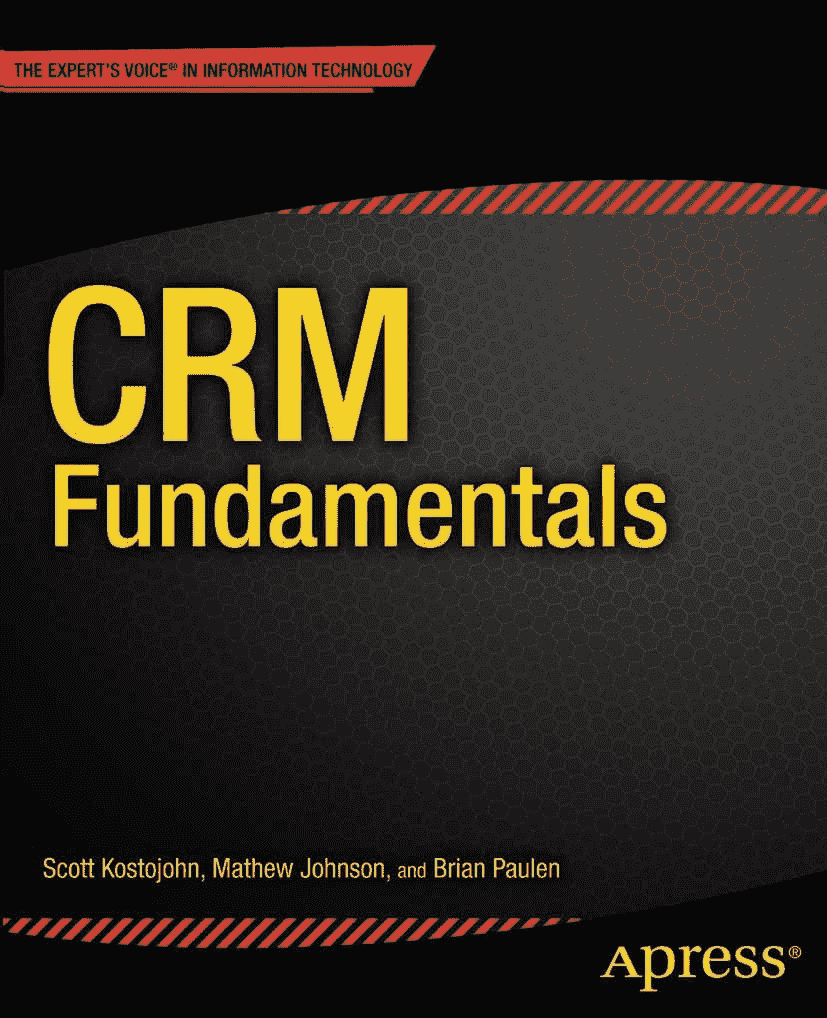 THE EXPERT'S VOICE® IN INFORMATION TECHNOLOGY
CRM
Fundamentals
Scott Kostojohn, Mathew Johnson, and Brian Paulen
Apress®